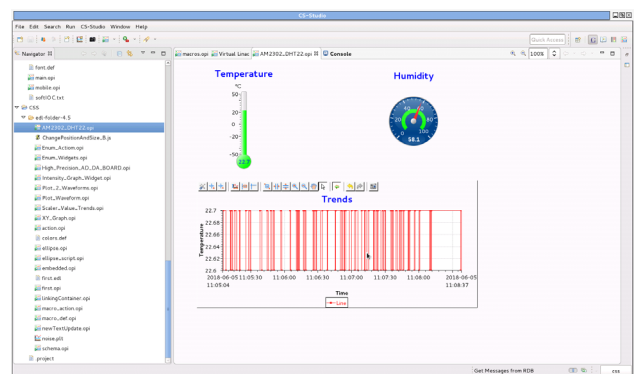 CS-Studio
File Edit Search Run CS-Studio Window Help
Quick Access
100%
Navigator
macros.opi
Virtual Linac
AM2302_DHT22.opi
Console
font.def
main.opi
mobile.opi
softIOC.txt
CSS
edi-folder-4.5
AM2302_DHT22.opi
ChangePositionAndSize_B.js
Enum_Action.opi
Enum_Widgets.opi
High_Precision_AD_DA_BOARD.opi
Intensity_Graph_Widget.opi
Plot_2_Waveforms.opi
Plot_Waveform.opi
Scaler_Value_Trends.opi
XY_Graph.opi
action.opi
colors.def
ellipse.opi
ellipse_script.opi
embedded.opi
first.edl
first.opi
linkingContainer.opi
macro_action.opi
macro_def.opi
newTextUpdate.opi
noise.plt
schema.opi
project
Temperature
°C
50
20
0
-20
-50
22.7
Humidity
40
60
20
80
0
100
58.1
Trends
Temperature
22.7
22.68
22.66
22.64
22.62
22.6
2018-06-05 11:05:30 11:06:00 11:06:30 11:07:00 11:07:30 11:08:00 2018-06-05
11:05:04 11:08:37
Time
Line
Get Messages from RDB
css